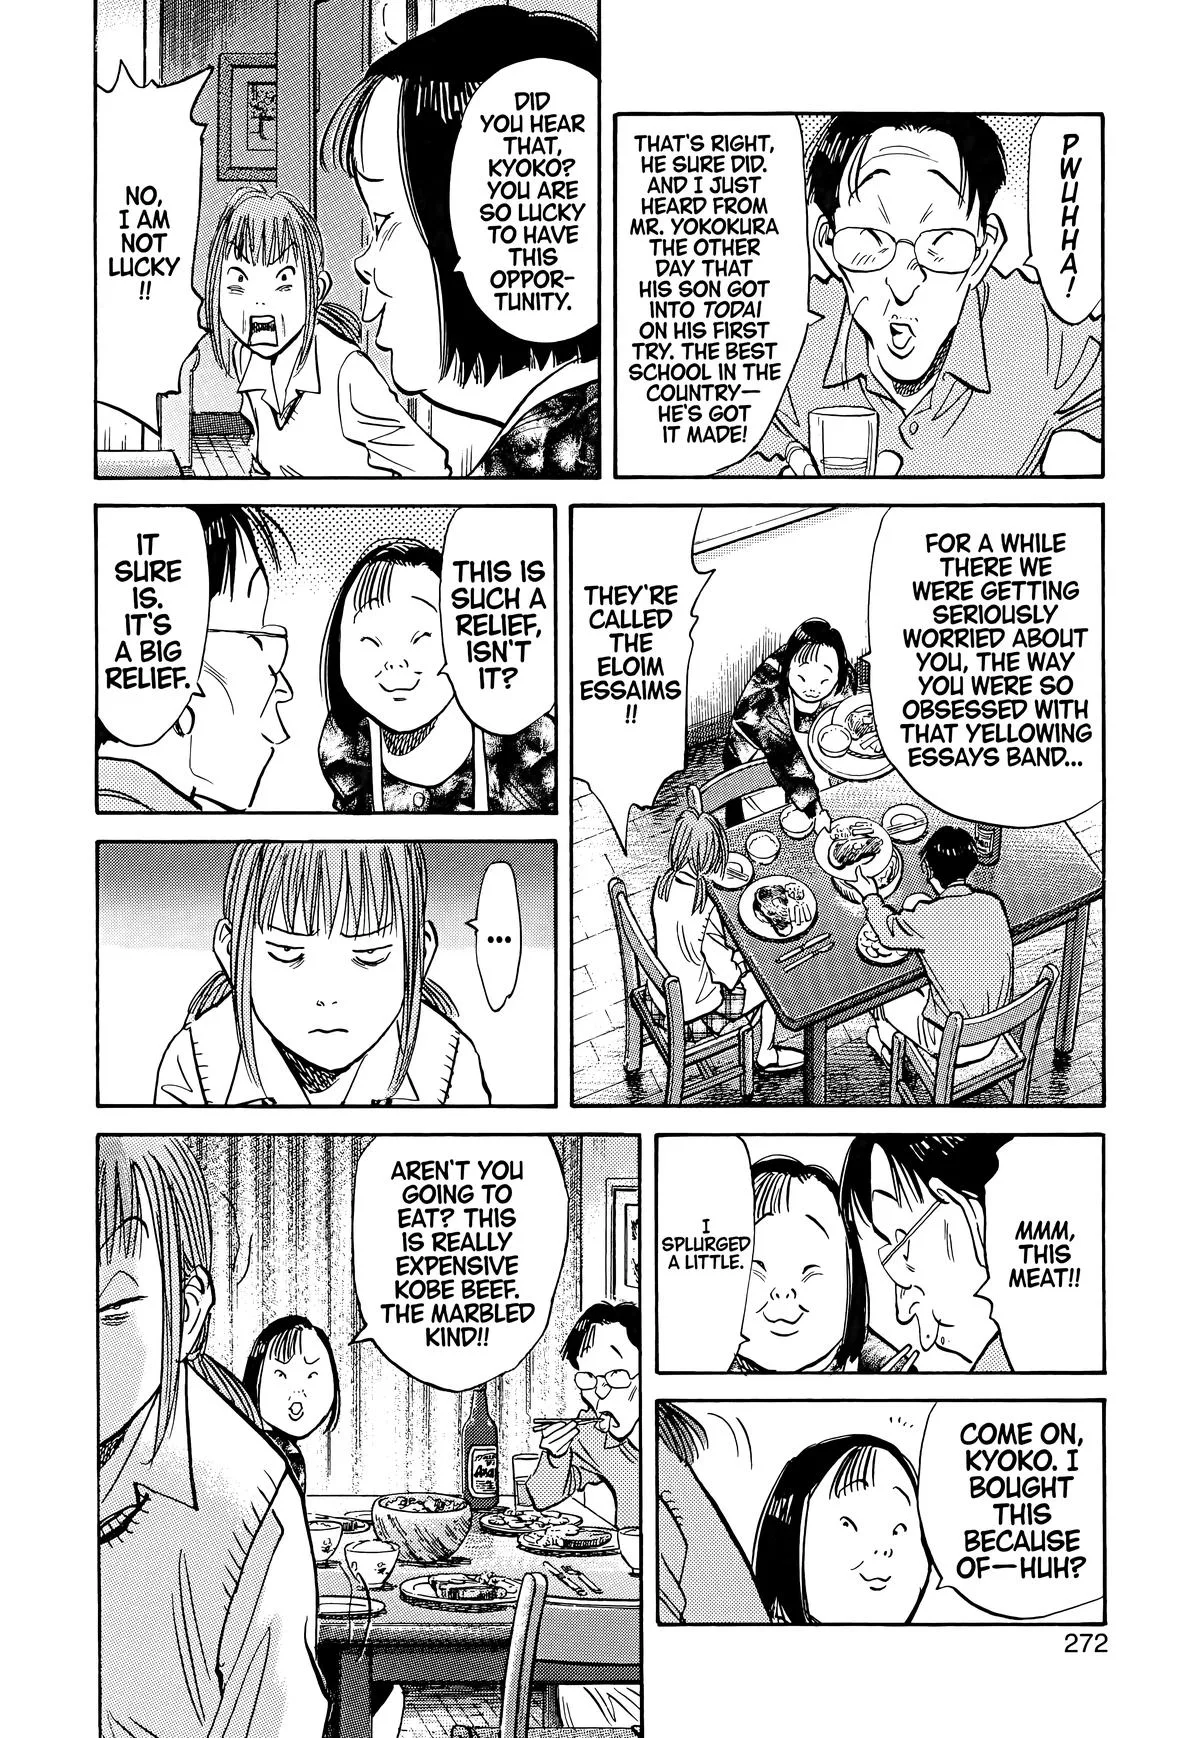 PWUHHA!
THAT'S RIGHT,
HE SURE DID.
AND I JUST
HEARD FROM
MR. YOKOKURA
THE OTHER
DAY THAT
HIS SON GOT
INTO TODAI
ON HIS FIRST
TRY. THE BEST
SCHOOL IN THE
COUNTRY—
HE'S GOT
IT MADE!
DID
YOU HEAR
THAT,
KYOKO?
YOU ARE
SO LUCKY
TO HAVE
THIS
OPPOR-
TUNITY.
NO,
I AM
NOT
LUCKY
!!
FOR A WHILE
THERE WE
WERE GETTING
SERIOUSLY
WORRIED ABOUT
YOU, THE WAY
YOU WERE SO
OBSESSED WITH
THAT YELLOWING
ESSAYS BAND...
THEY'RE
CALLED
THE
ELOIM
ESSAIMS
!!
THIS IS
SUCH A
RELIEF,
ISN'T
IT?
IT
SURE
IS.
IT'S
A BIG
RELIEF.
...
MMM,
THIS
MEAT!!
I
SPLURGED
A LITTLE.
COME ON,
KYOKO. I
BOUGHT
THIS
BECAUSE
OF—HUH?
AREN'T YOU
GOING TO
EAT? THIS
IS REALLY
EXPENSIVE
KOBE BEEF.
THE MARBLED
KIND!!
272